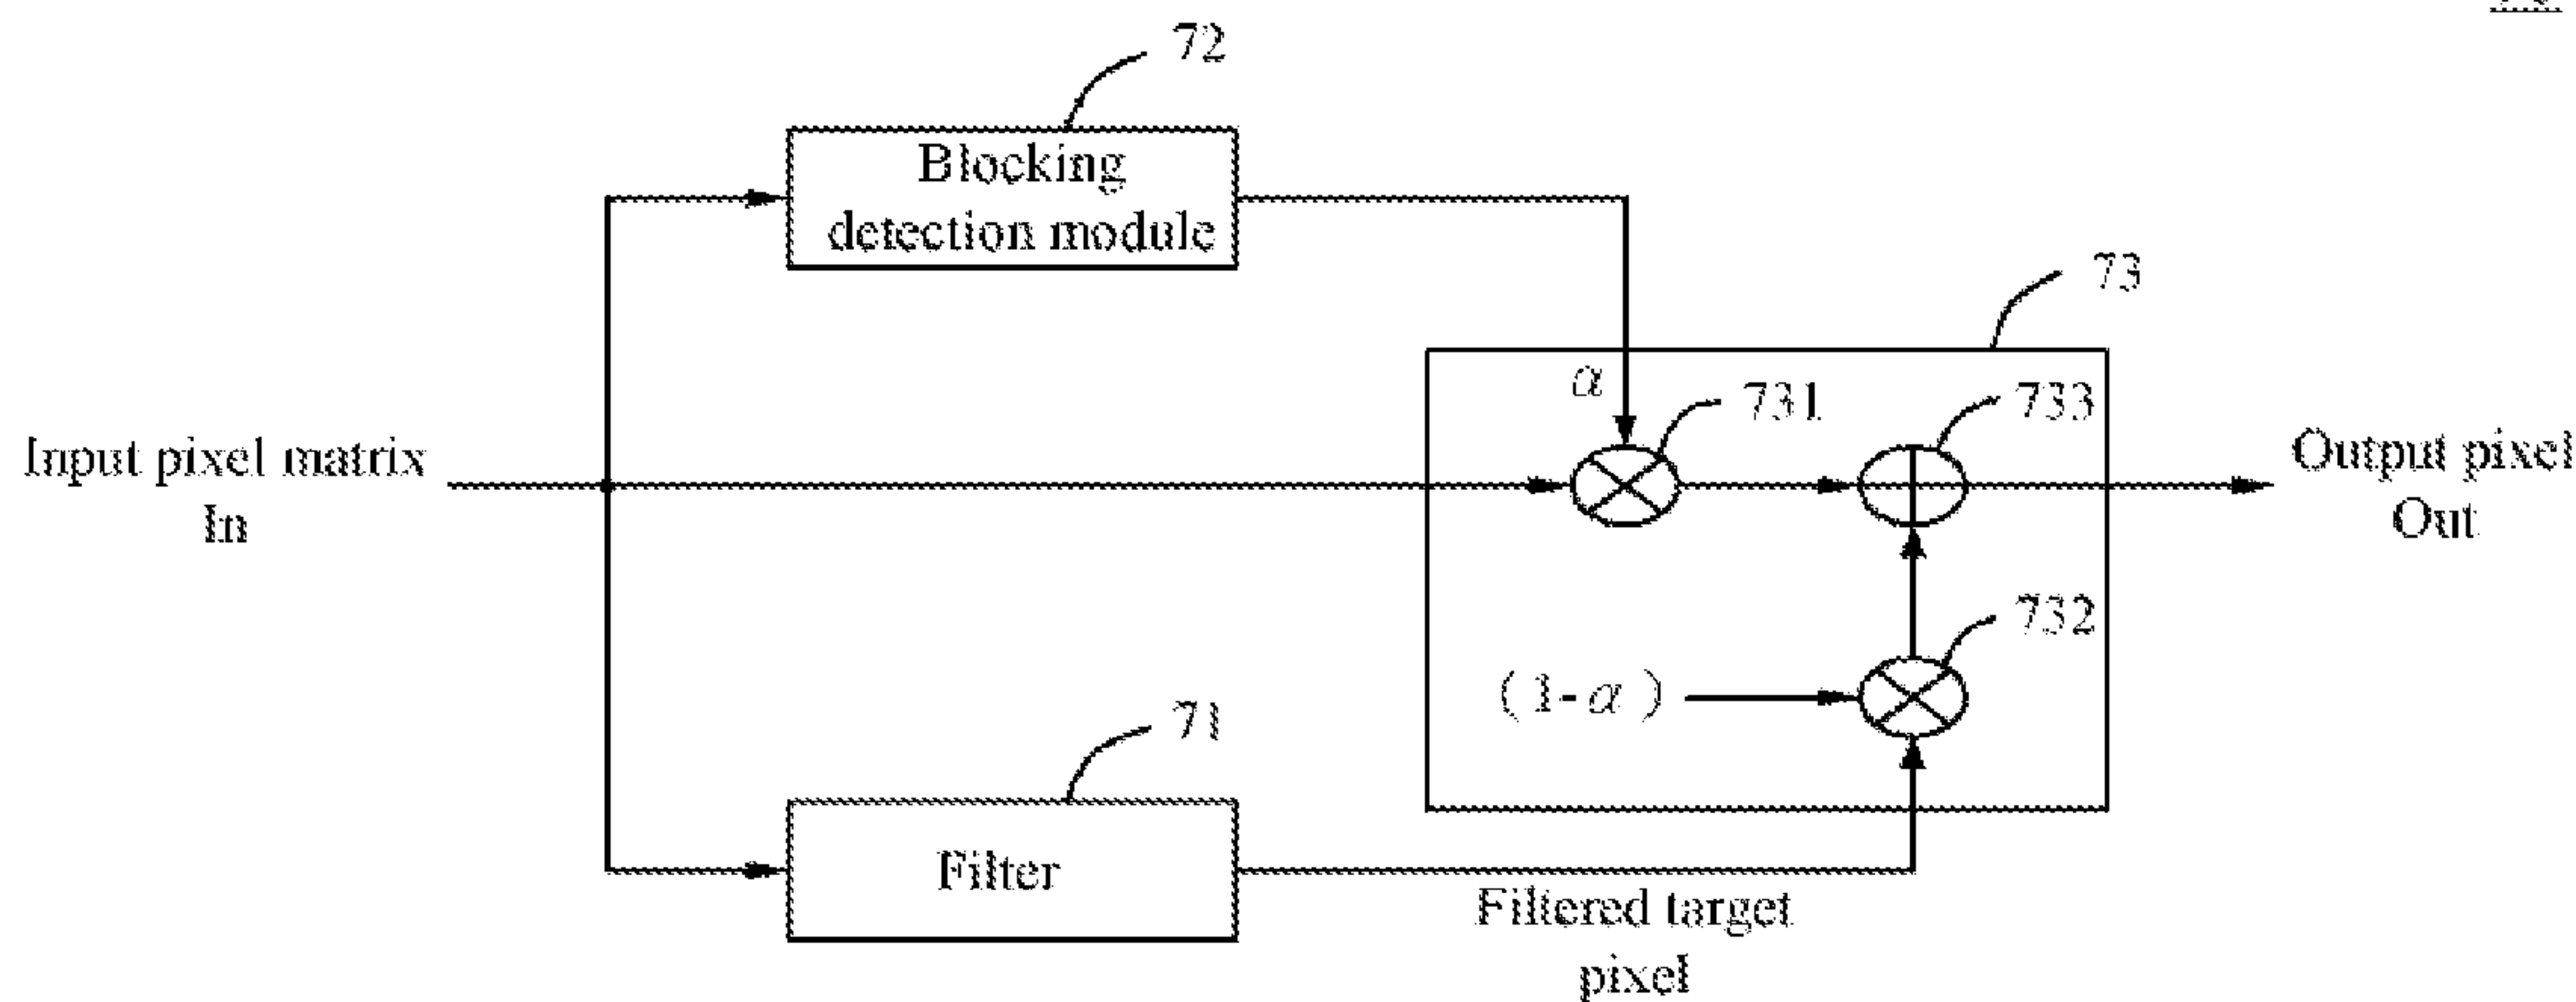 72
Blocking
detection module
73
α
731
733
Input pixel matrix
In
Output pixel
Out
732
(1-α)
71
Filter
Filtered target
pixel